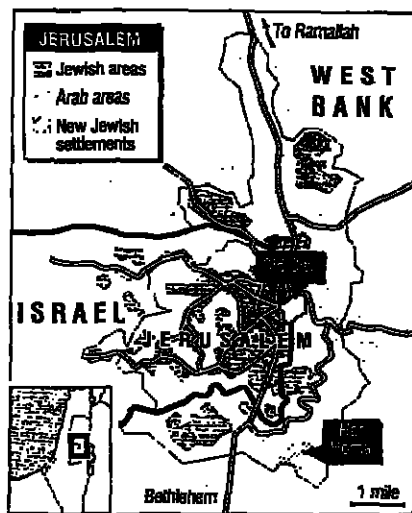 JERUSALEM
Jewish areas
Arab areas
New Jewish
settlements
To Ramallah
WEST
BANK
ISRAEL
JERUSALEM
Bethlehem
1 mile